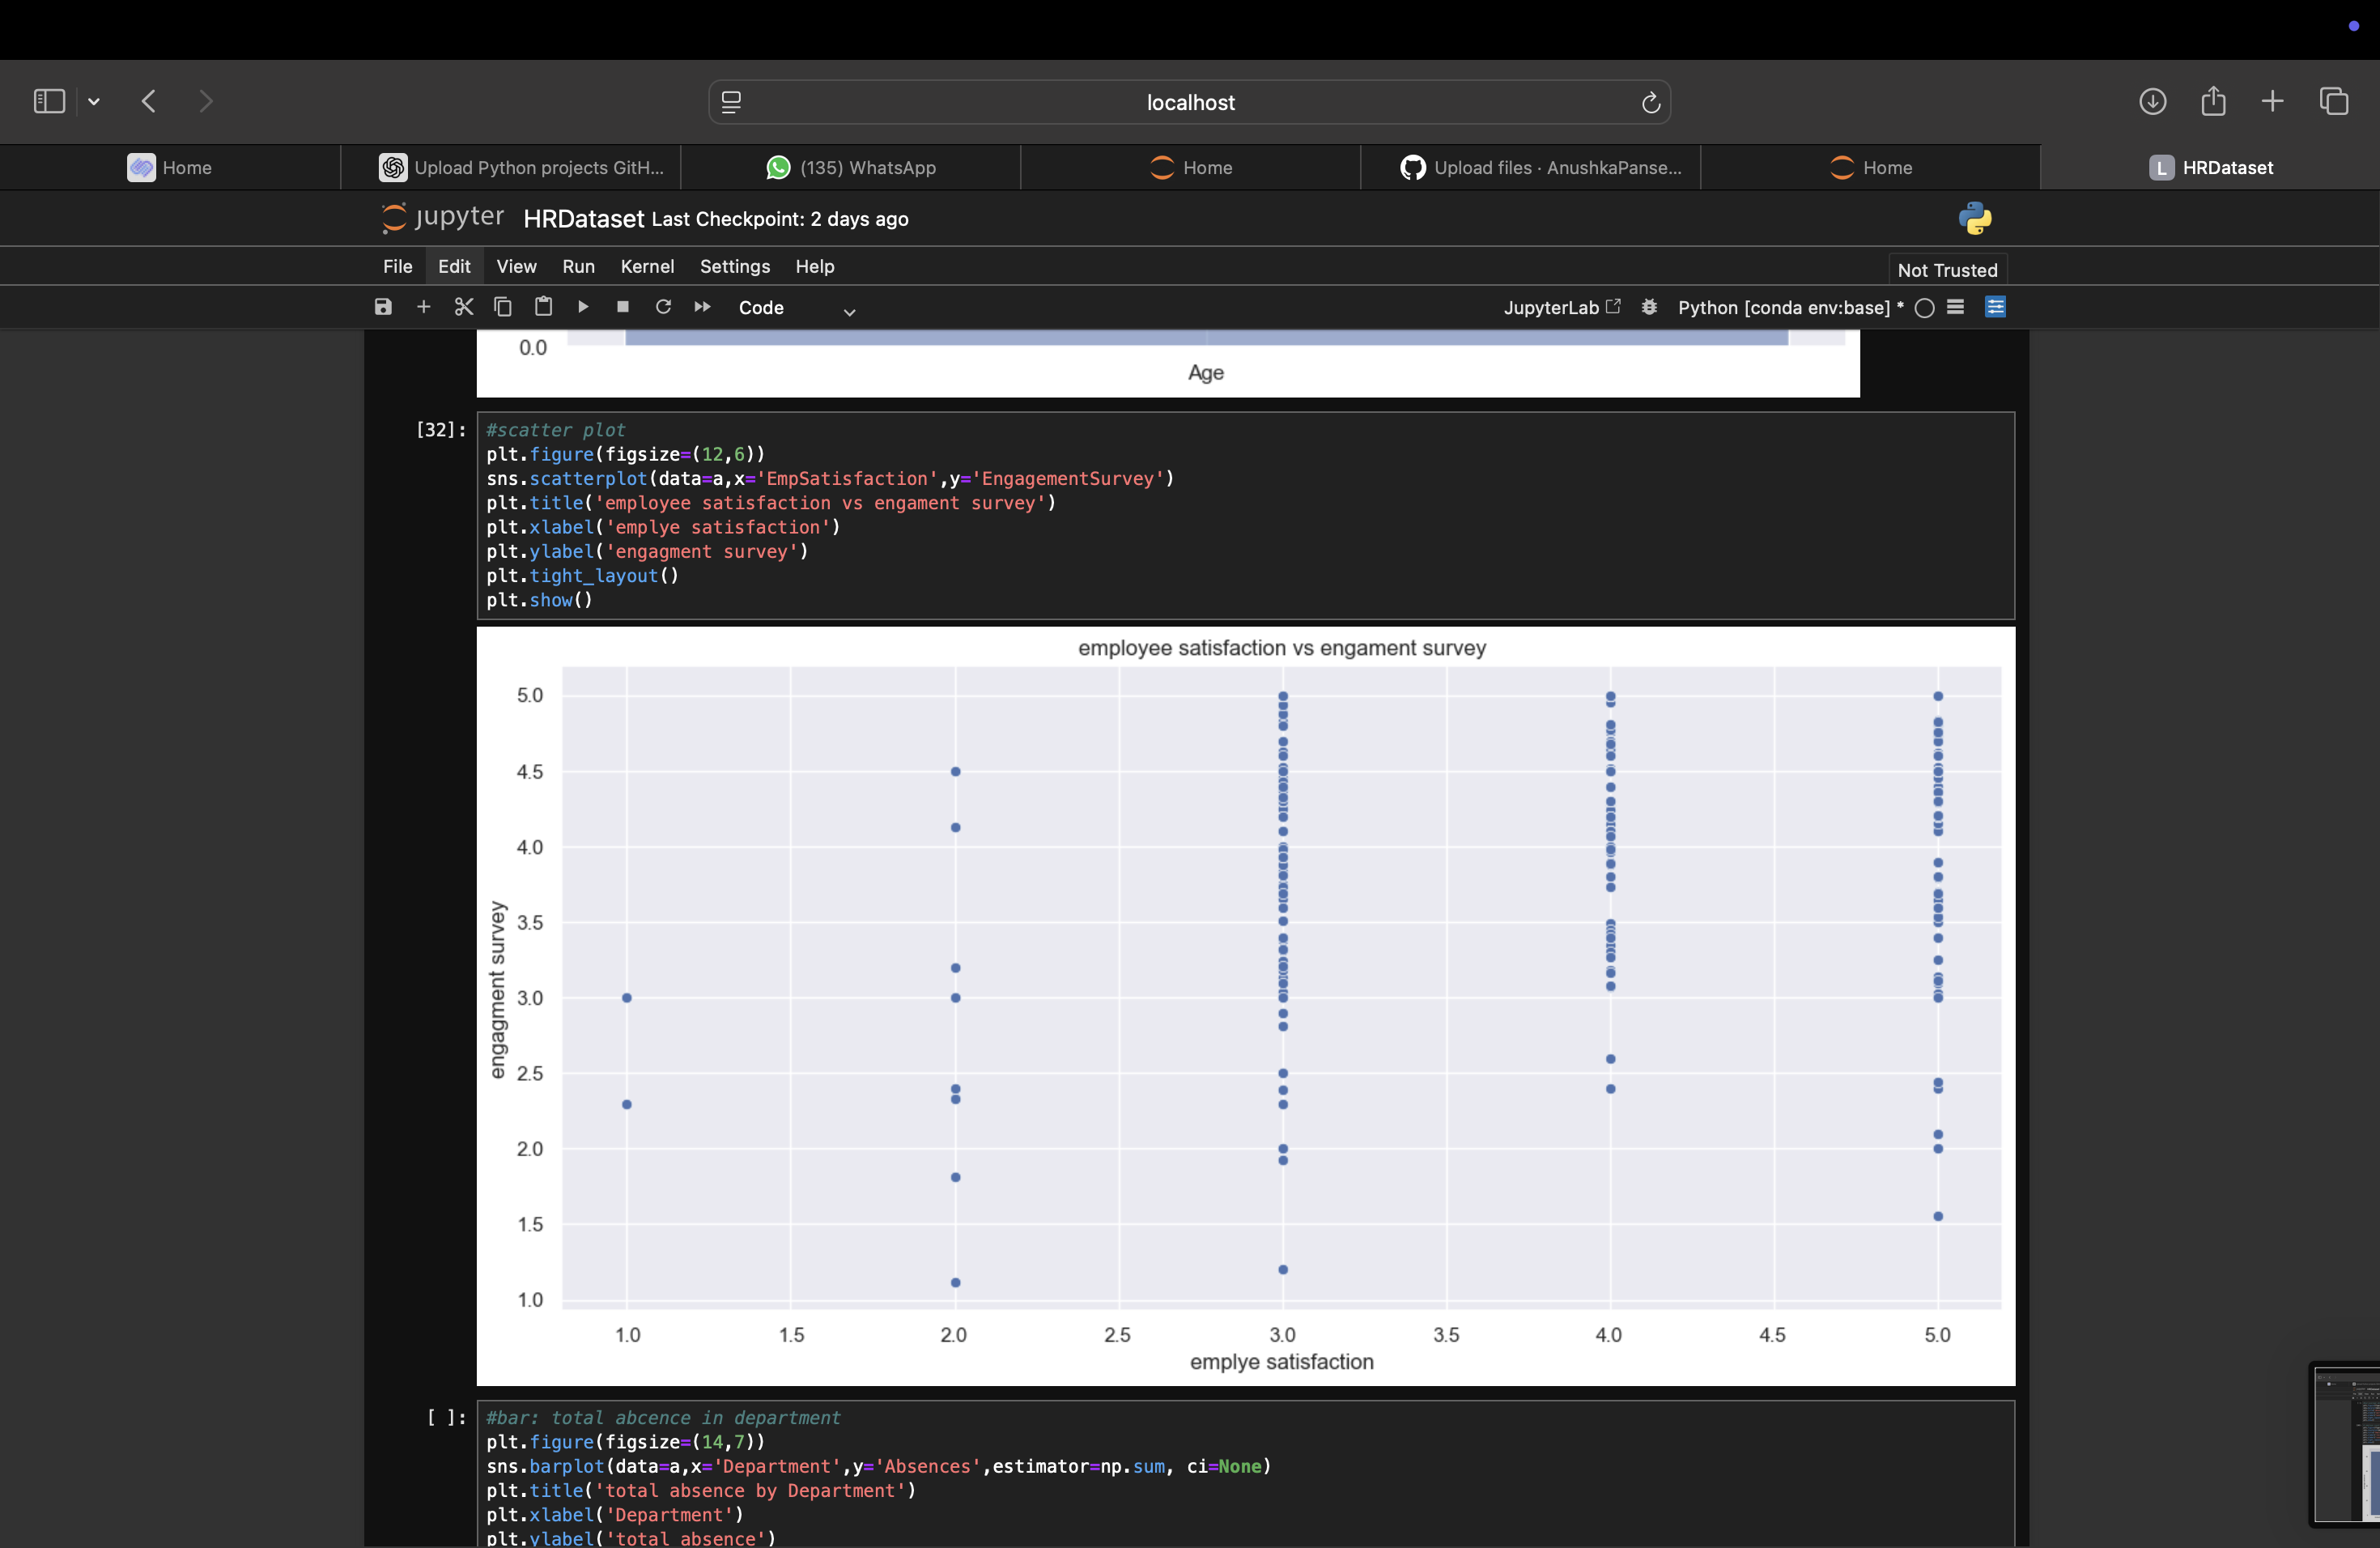 localhost
Home
Upload Python projects GitH...
(135) WhatsApp
Home
Upload files · AnushkaPanse...
Home
L HRDataset
jupyter HRDataset Last Checkpoint: 2 days ago
File Edit View Run Kernel Settings Help
Not Trusted
Code
JupyterLab
Python [conda env:base] *
0.0
Age
[32]:
#scatter plot
plt.figure(figsize=(12,6))
sns.scatterplot(data=a,x='EmpSatisfaction',y='EngagementSurvey')
plt.title('employee satisfaction vs engament survey')
plt.xlabel('emplye satisfaction')
plt.ylabel('engagment survey')
plt.tight_layout()
plt.show()
employee satisfaction vs engament survey
5.0
4.5
4.0
3.5
3.0
2.5
2.0
1.5
1.0
engagment survey
1.0 1.5 2.0 2.5 3.0 3.5 4.0 4.5 5.0
emplye satisfaction
[ ]:
#bar: total abcence in department
plt.figure(figsize=(14,7))
sns.barplot(data=a,x='Department',y='Absences',estimator=np.sum, ci=None)
plt.title('total absence by Department')
plt.xlabel('Department')
plt.ylabel('total absence')